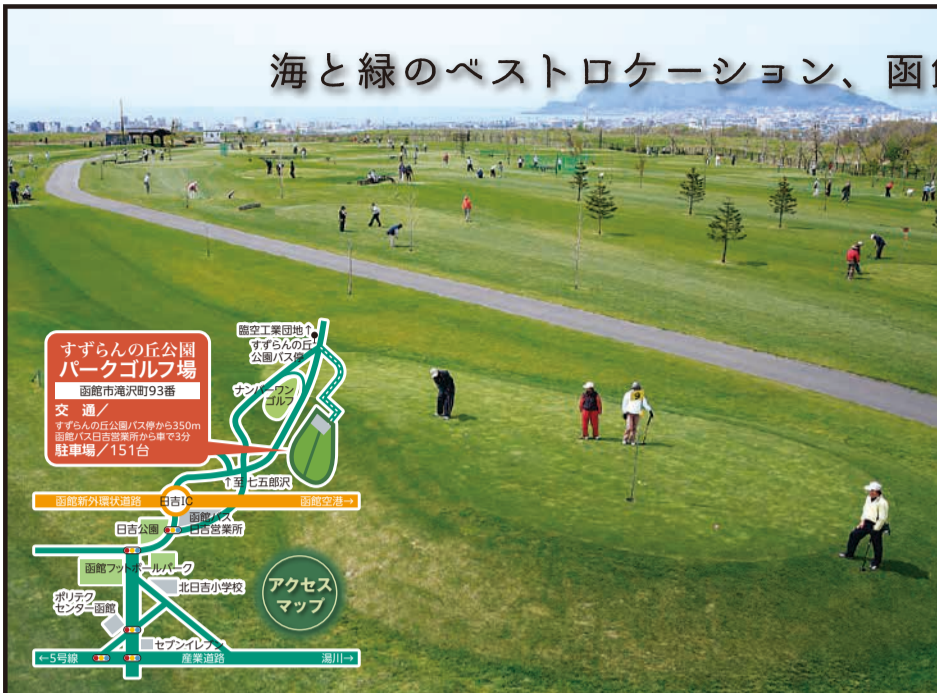 海と緑のベストロケーション、函
すずらんの丘公園
パークゴルフ場
函館市滝沢町93番
交 通／
すずらんの丘公園バス停から350m
函館バス日吉営業所から車で3分
駐車場／151台
臨空工業団地↑
すずらんの丘
公園バス停
ナンバーワン
ゴルフ
↑至 七五郎沢
函館新外環状道路
日吉IC
函館空港→
函館バス
日吉営業所
日吉公園
函館フットボールパーク
北日吉小学校
ポリテク
センター函館
セブンイレブン
←5号線
産業道路
湯川→
アクセス
マップ